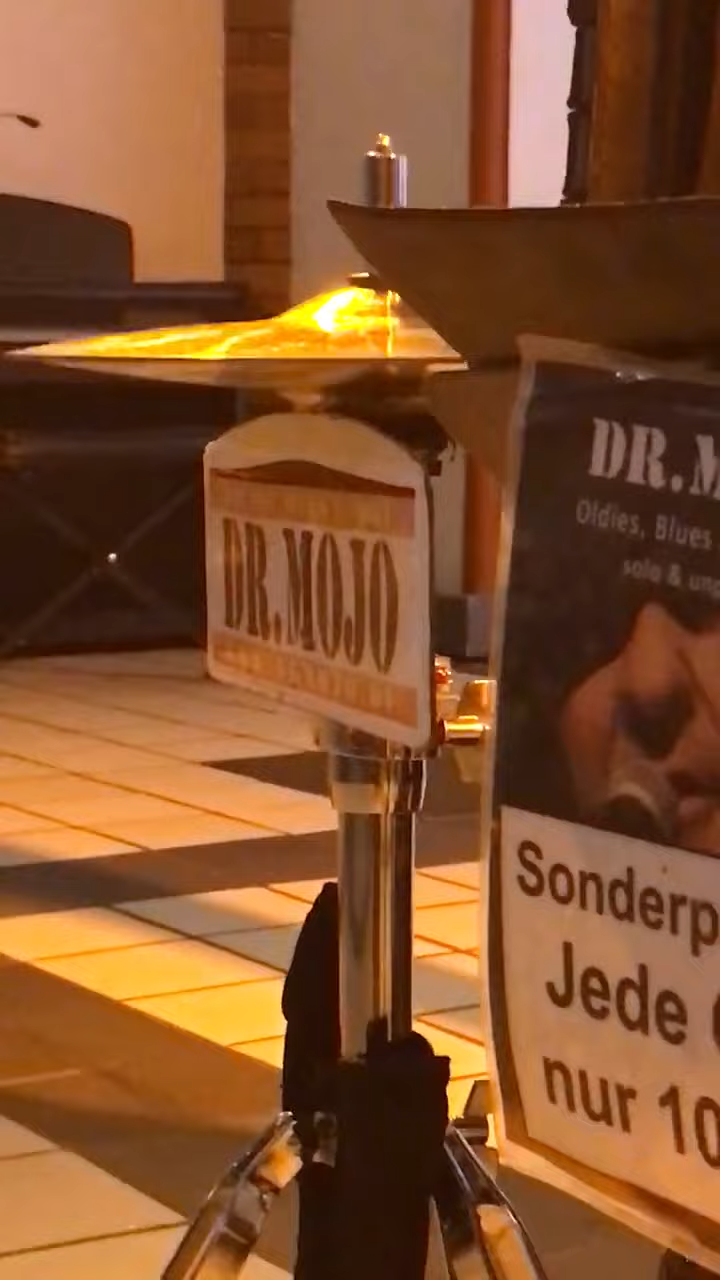 DR.MOJO
DR.M
Oldies, Blues
solo & un
Sonderp
Jede
nur 10